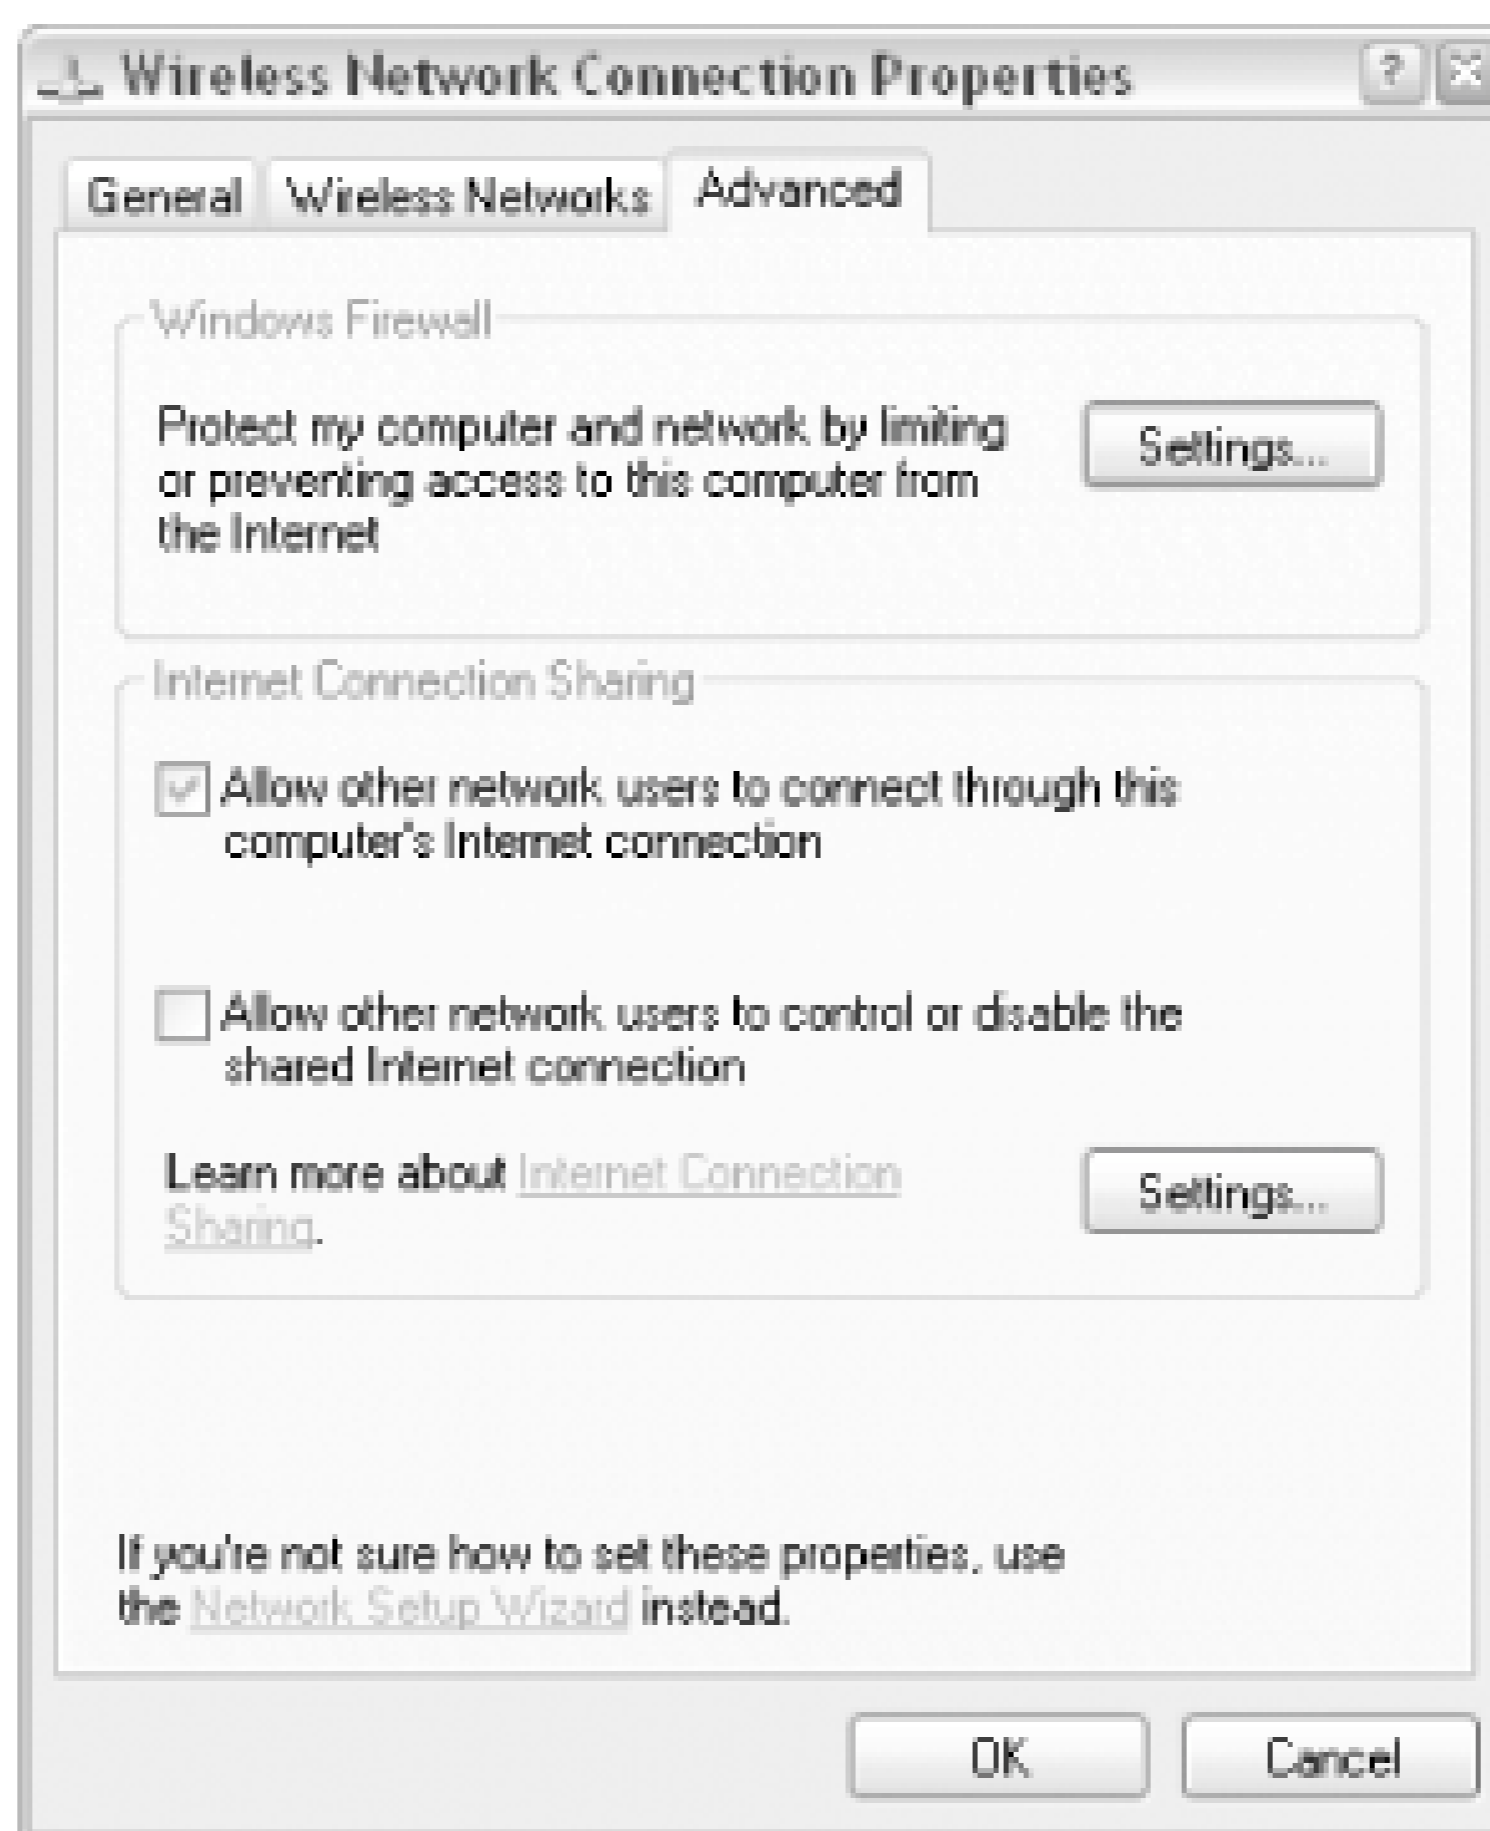 Wireless Network Connection Properties
?
General Wireless Networks Advanced
Windows Firewall
Protect my computer and network by limiting
or preventing access to this computer from
the Internet
Settings...
Internet Connection Sharing
Allow other network users to connect through this
computer's Internet connection
Allow other network users to control or disable the
shared Internet connection
Learn more about Internet Connection
Sharing.
Settings...
If you're not sure how to set these properties, use
the Network Setup Wizard instead.
OK Cancel